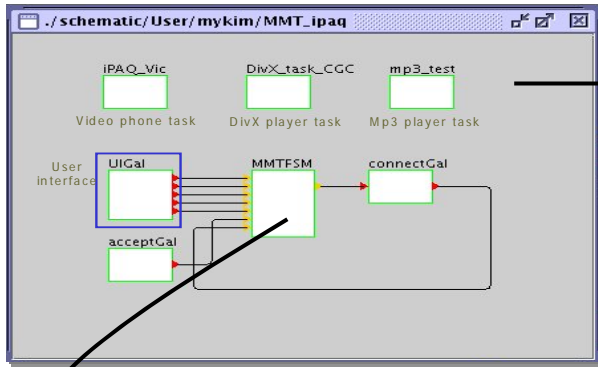 ./schematic/User/mykim/MMT_ipaq
iPAQ_Vic DivX_task_CGC mp3_test
Video phone task DivX player task Mp3 player task
User interface
UIGal MMTFSM connectGal
acceptGal